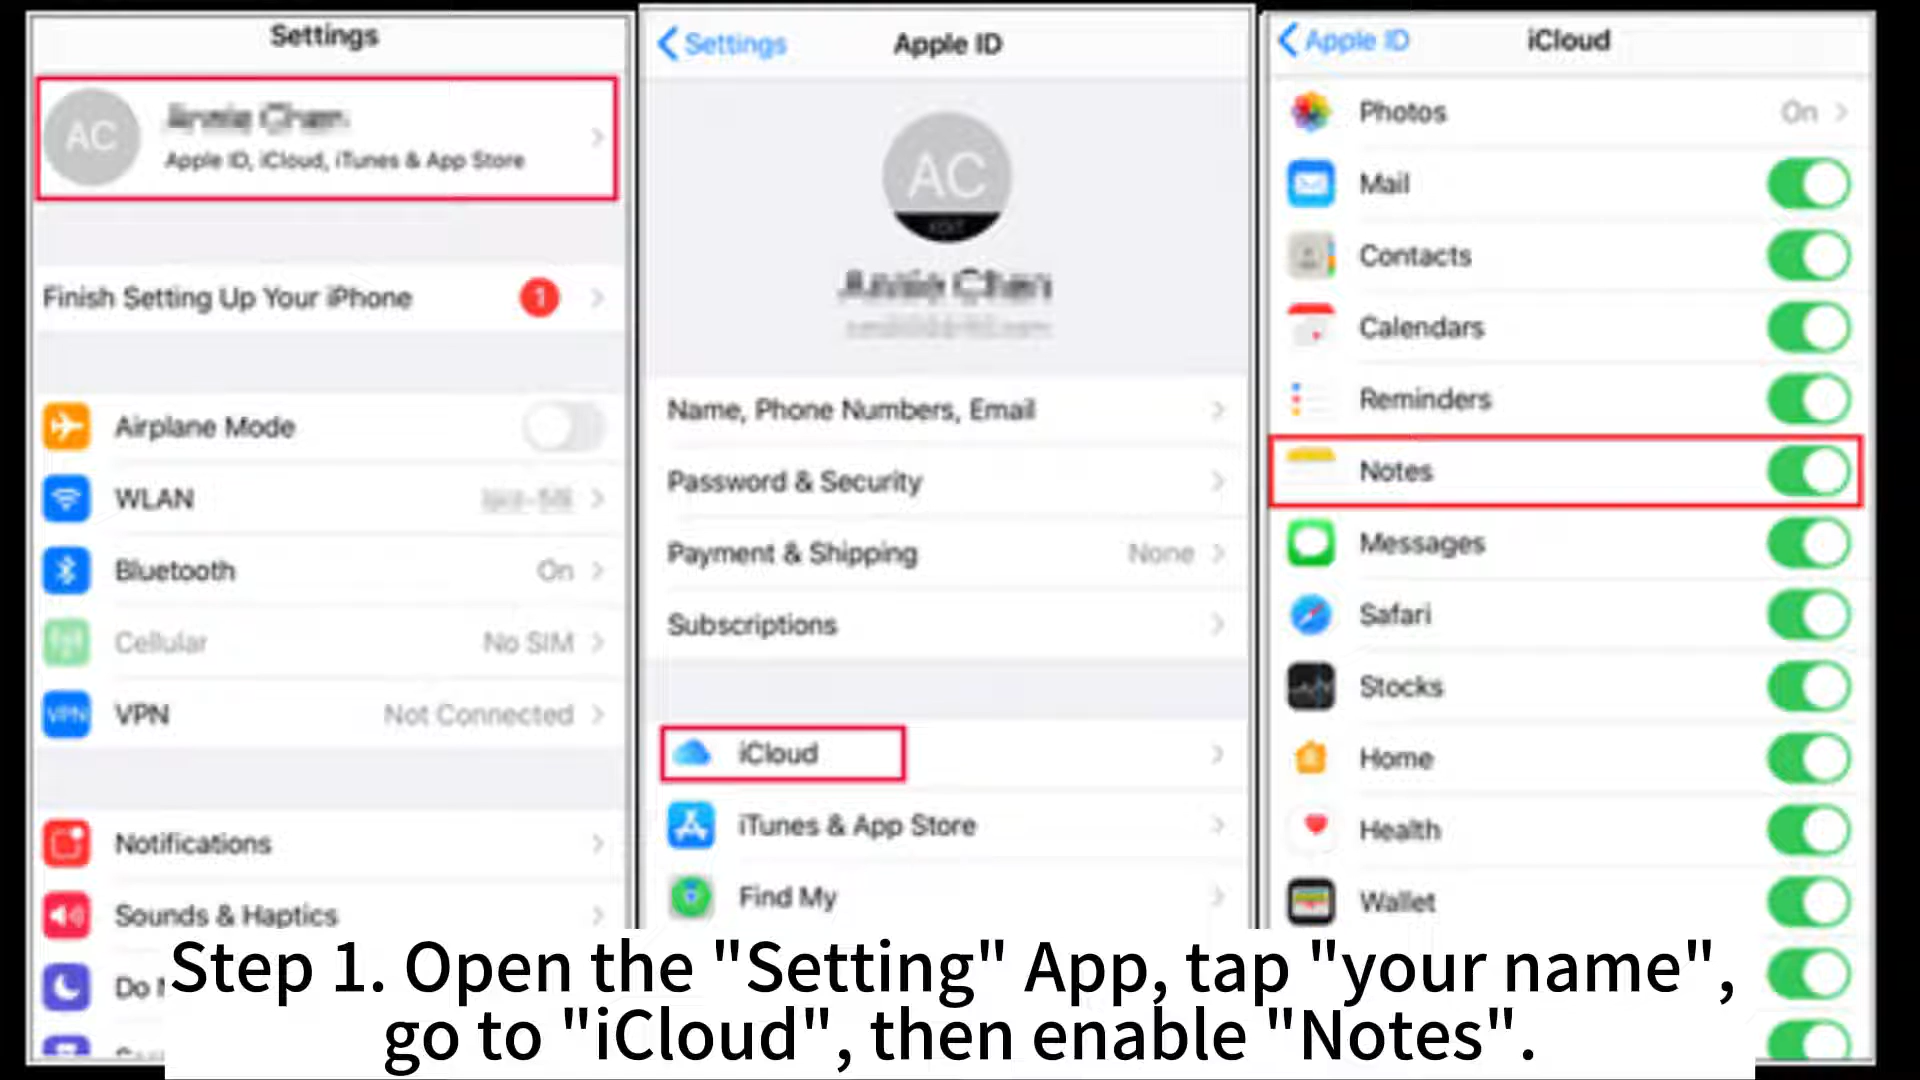 Settings
AC
Apple ID, iCloud, iTunes & App Store
Finish Setting Up Your iPhone
1
Airplane Mode
WLAN
Bluetooth
On
Cellular
No SIM
VPN
VPN
Not Connected
Notifications
Sounds & Haptics
Do
Settings
Apple ID
AC
EDIT
Name, Phone Numbers, Email
Password & Security
Payment & Shipping
None
Subscriptions
iCloud
iTunes & App Store
Find My
Apple ID
iCloud
Photos
On
Mail
Contacts
Calendars
Reminders
Notes
Messages
Safari
Stocks
Home
Health
Wallet
Step 1. Open the "Setting" App, tap "your name",
go to "iCloud", then enable "Notes".